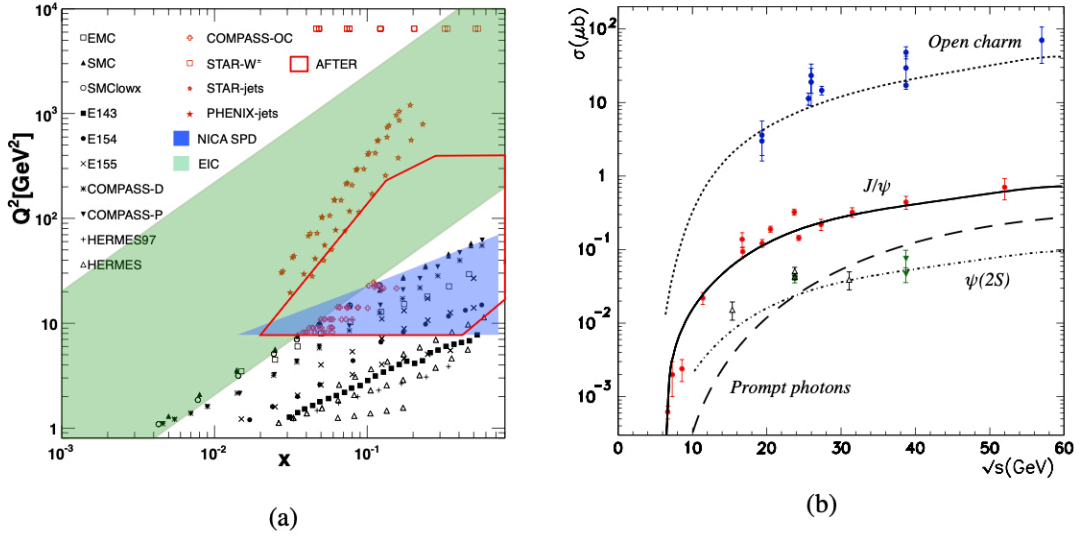 Q²[GeV²]
10⁴
10³
10²
10
1
EMC
SMC
SMClowx
E143
E154
E155
COMPASS-D
COMPASS-P
HERMES97
HERMES
COMPASS-OC
STAR-W±
STAR-jets
PHENIX-jets
AFTER
NICA SPD
EIC
10⁻³
10⁻²
10⁻¹
x
(a)
σ(μb)
10²
10
1
10⁻¹
10⁻²
10⁻³
Open charm
J/ψ
ψ(2S)
Prompt photons
0 10 20 30 40 50 60
√s(GeV)
(b)